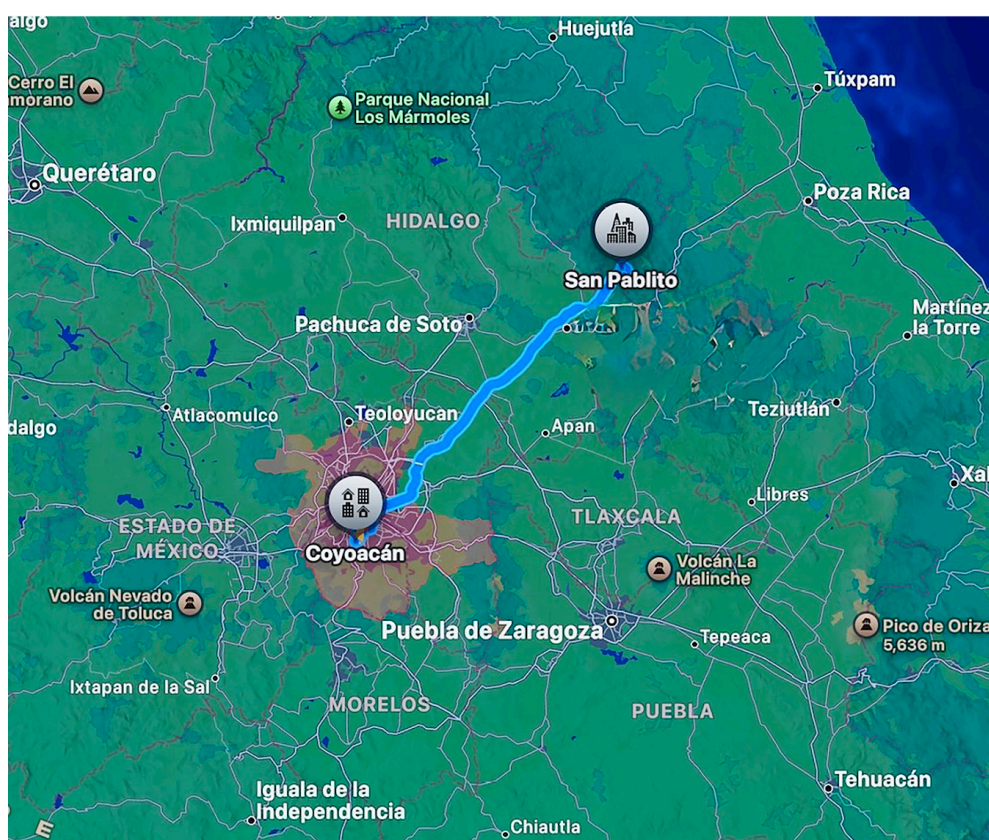 algo
Huejutla
Cerro El
amorano
Túxpam
Parque Nacional
Los Mármoles
Querétaro
Poza Rica
Ixmiquilpan
HIDALGO
San Pablito
Martínez
la Torre
Pachuca de Soto
Atlacomulco
Teoloyucan
Teziutlán
dalgo
Apan
Xal
Libres
ESTADO DE
MÉXICO
TLAXCALA
Coyoacán
Volcán La
Malinche
Volcán Nevado
de Toluca
Puebla de Zaragoza
Tepeaca
Pico de Oriza
5,636 m
Ixtapan de la Sal
MORELOS
PUEBLA
Tehuacán
Iguala de la
Independencia
Chiautla
E